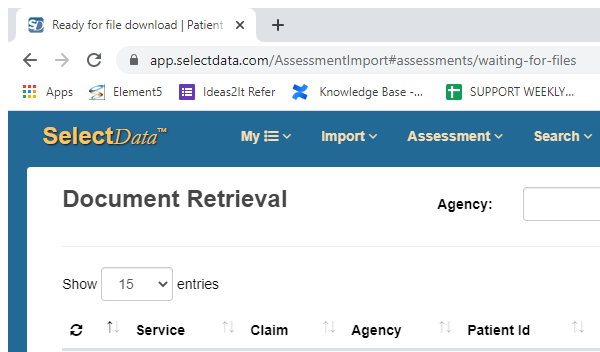 Ready for file download | Patient
app.selectdata.com/AssessmentImport#assessments/waiting-for-files
Apps Element5 Ideas2It Refer Knowledge Base -... SUPPORT WEEKLY...
SelectData™ My Import Assessment Search
Document Retrieval Agency:
Show 15 entries
Service Claim Agency Patient Id